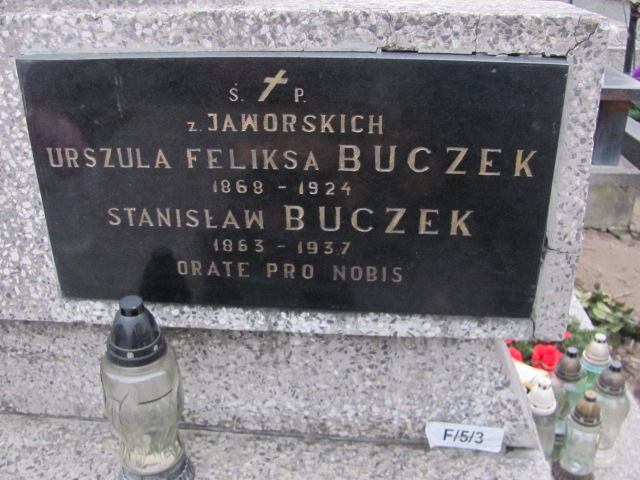 Ś. P.
z. JAWORSKICH
URSZULA FELIKSA BUCZEK
1868 - 1924
STANISŁAW BUCZEK
1863 - 1937
ORATE PRO NOBIS
F/5/3